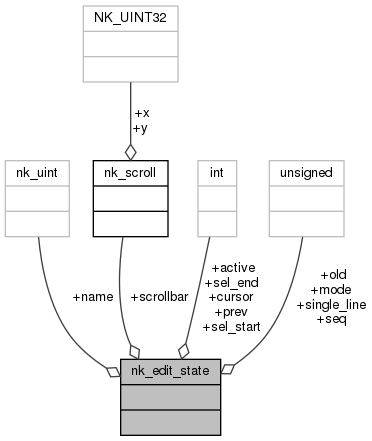 NK_UINT32
+x
+y
nk_uint
nk_scroll
int
unsigned
+name
+scrollbar
+active
+sel_end
+cursor
+prev
+sel_start
+old
+mode
+single_line
+seq
nk_edit_state